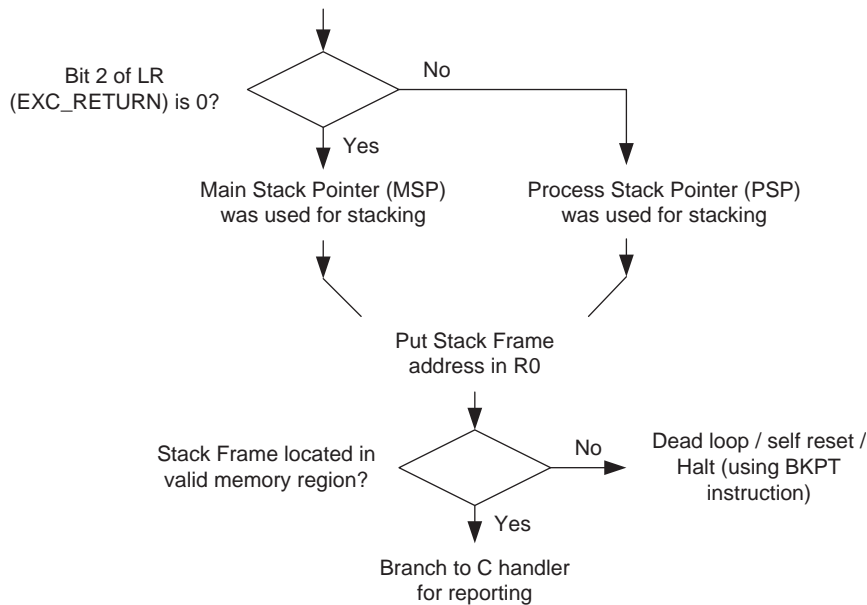 Bit 2 of LR
(EXC_RETURN) is 0?
No
Yes
Main Stack Pointer (MSP)
was used for stacking
Process Stack Pointer (PSP)
was used for stacking
Put Stack Frame
address in R0
Stack Frame located in
valid memory region?
No
Dead loop / self reset /
Halt (using BKPT
instruction)
Yes
Branch to C handler
for reporting